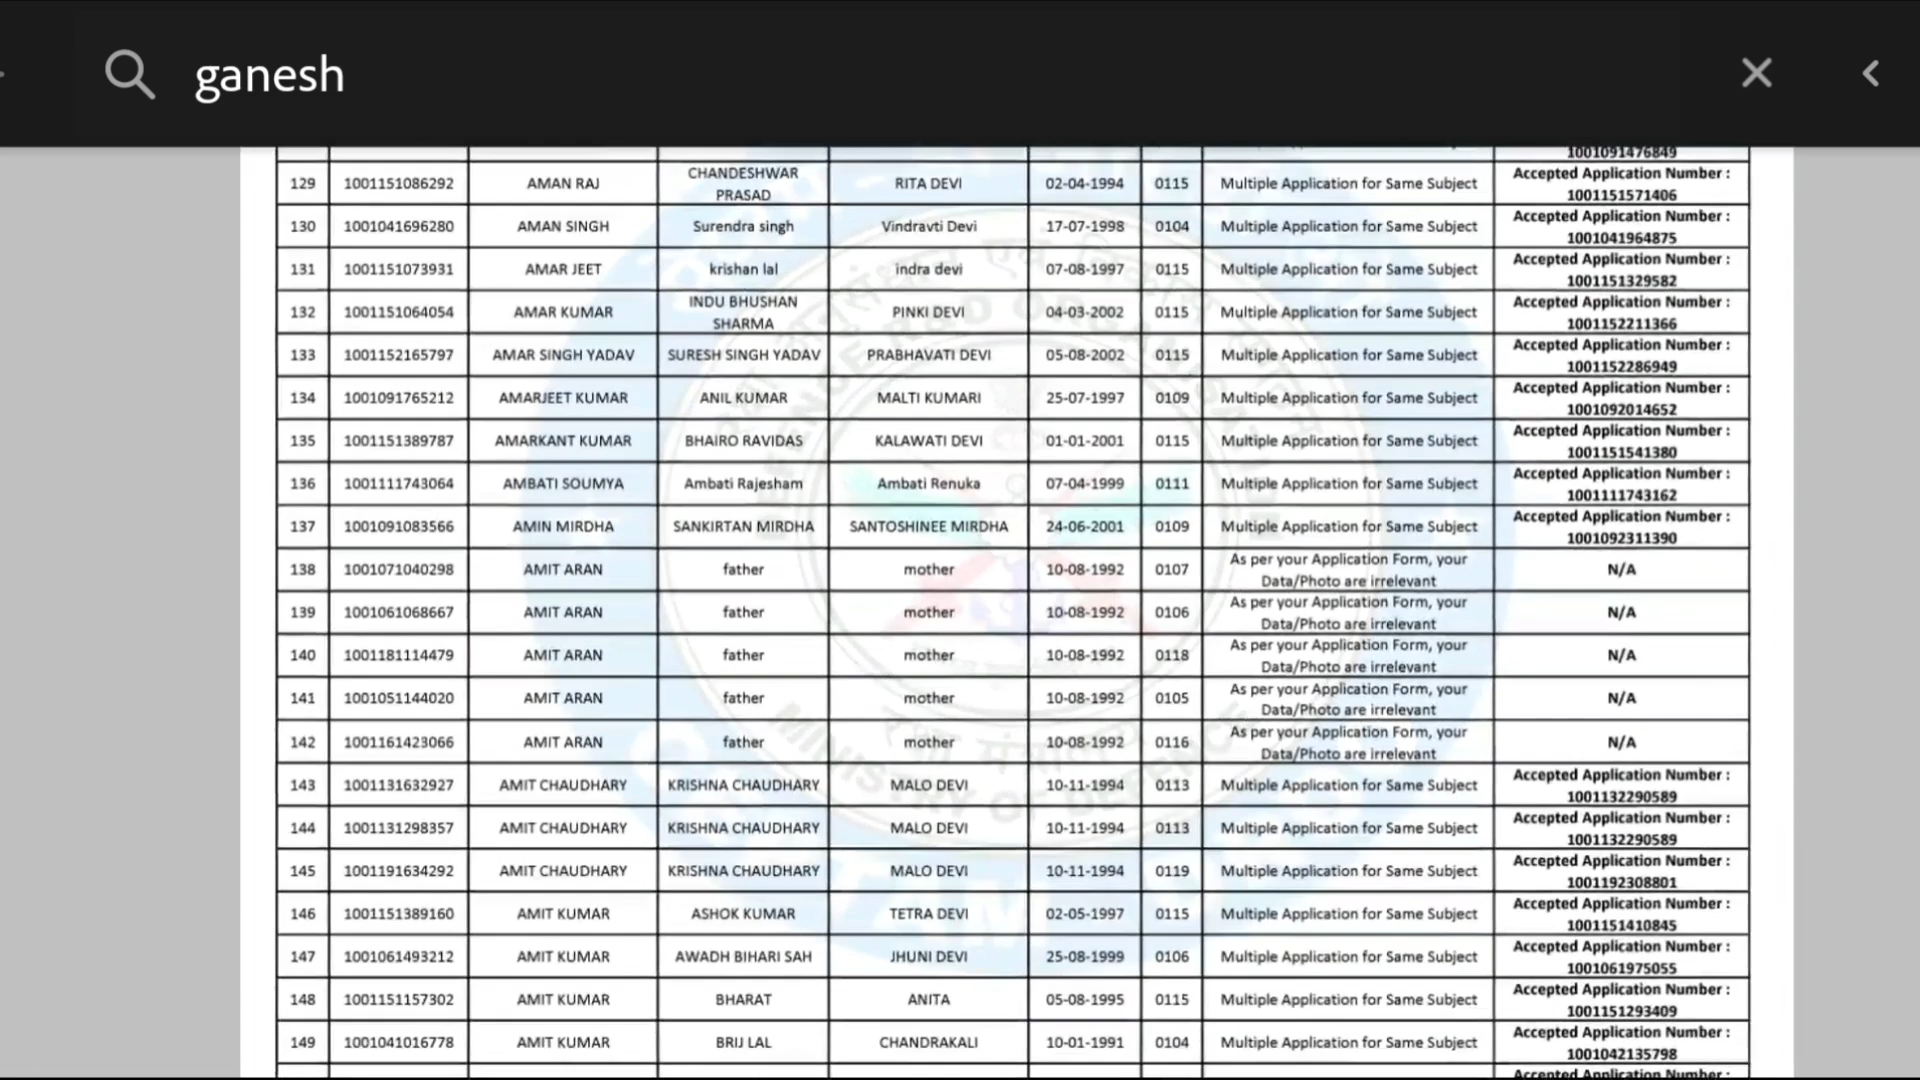 ganesh
1001091476849
129 1001151086292 AMAN RAJ CHANDESHWAR PRASAD RITA DEVI 02-04-1994 0115 Multiple Application for Same Subject Accepted Application Number : 1001151571406
130 1001041696280 AMAN SINGH Surendra singh Vindravti Devi 17-07-1998 0104 Multiple Application for Same Subject Accepted Application Number : 1001041964875
131 1001151073931 AMAR JEET krishan lal indra devi 07-08-1997 0115 Multiple Application for Same Subject Accepted Application Number : 1001151329582
132 1001151064054 AMAR KUMAR INDU BHUSHAN SHARMA PINKI DEVI 04-03-2002 0115 Multiple Application for Same Subject Accepted Application Number : 1001152211366
133 1001152165797 AMAR SINGH YADAV SURESH SINGH YADAV PRABHAVATI DEVI 05-08-2002 0115 Multiple Application for Same Subject Accepted Application Number : 1001152286949
134 1001091765212 AMARJEET KUMAR ANIL KUMAR MALTI KUMARI 25-07-1997 0109 Multiple Application for Same Subject Accepted Application Number : 1001092014652
135 1001151389787 AMARKANT KUMAR BHAIRO RAVIDAS KALAWATI DEVI 01-01-2001 0115 Multiple Application for Same Subject Accepted Application Number : 1001151541380
136 1001111743064 AMBATI SOUMYA Ambati Rajesham Ambati Renuka 07-04-1999 0111 Multiple Application for Same Subject Accepted Application Number : 1001111743162
137 1001091083566 AMIN MIRDHA SANKIRTAN MIRDHA SANTOSHINEE MIRDHA 24-06-2001 0109 Multiple Application for Same Subject Accepted Application Number : 1001092311390
138 1001071040298 AMIT ARAN father mother 10-08-1992 0107 As per your Application Form, your Data/Photo are irrelevant N/A
139 1001061068667 AMIT ARAN father mother 10-08-1992 0106 As per your Application Form, your Data/Photo are irrelevant N/A
140 1001181114479 AMIT ARAN father mother 10-08-1992 0118 As per your Application Form, your Data/Photo are irrelevant N/A
141 1001051144020 AMIT ARAN father mother 10-08-1992 0105 As per your Application Form, your Data/Photo are irrelevant N/A
142 1001161423066 AMIT ARAN father mother 10-08-1992 0116 As per your Application Form, your Data/Photo are irrelevant N/A
143 1001131632927 AMIT CHAUDHARY KRISHNA CHAUDHARY MALO DEVI 10-11-1994 0113 Multiple Application for Same Subject Accepted Application Number : 1001132290589
144 1001131298357 AMIT CHAUDHARY KRISHNA CHAUDHARY MALO DEVI 10-11-1994 0113 Multiple Application for Same Subject Accepted Application Number : 1001132290589
145 1001191634292 AMIT CHAUDHARY KRISHNA CHAUDHARY MALO DEVI 10-11-1994 0119 Multiple Application for Same Subject Accepted Application Number : 1001192308801
146 1001151389160 AMIT KUMAR ASHOK KUMAR TETRA DEVI 02-05-1997 0115 Multiple Application for Same Subject Accepted Application Number : 1001151410845
147 1001061493212 AMIT KUMAR AWADH BIHARI SAH JHUNI DEVI 25-08-1999 0106 Multiple Application for Same Subject Accepted Application Number : 1001061975055
148 1001151157302 AMIT KUMAR BHARAT ANITA 05-08-1995 0115 Multiple Application for Same Subject Accepted Application Number : 1001151293409
149 1001041016778 AMIT KUMAR BRIJ LAL CHANDRAKALI 10-01-1991 0104 Multiple Application for Same Subject Accepted Application Number : 1001042135798
Accepted Application Number :
DEFENCE R&D ORGANISATION
MINISTRY OF DEFENCE